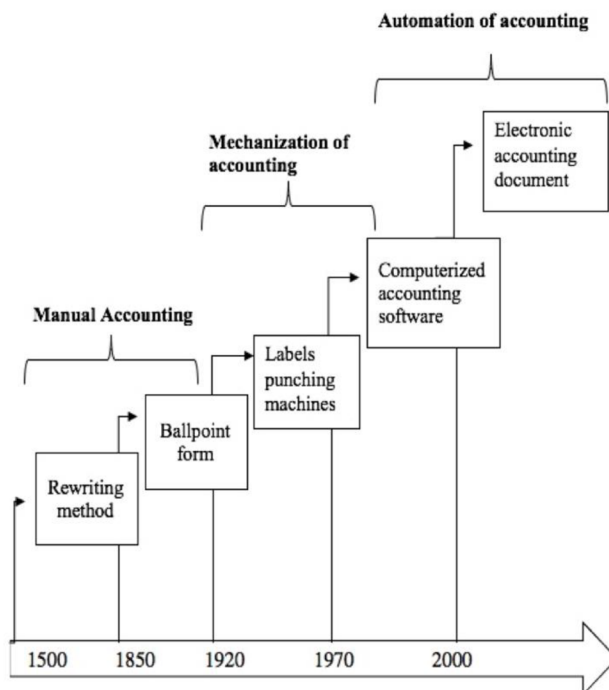 Automation of accounting
Electronic
accounting
document
Mechanization of
accounting
Computerized
accounting
software
Manual Accounting
Labels
punching
machines
Ballpoint
form
Rewriting
method
1500 1850 1920 1970 2000